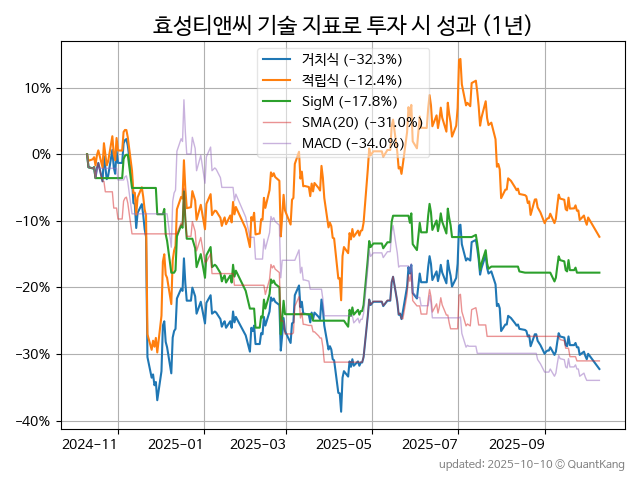 효성티앤씨 기술 지표로 투자 시 성과 (1년)
거치식 (−32.3%)
적립식 (−12.4%)
SigM (−17.8%)
SMA(20) (−31.0%)
MACD (−34.0%)
10%
0%
−10%
−20%
−30%
−40%
2024−11 2025−01 2025−03 2025−05 2025−07 2025−09
updated: 2025−10−10 © QuantKang